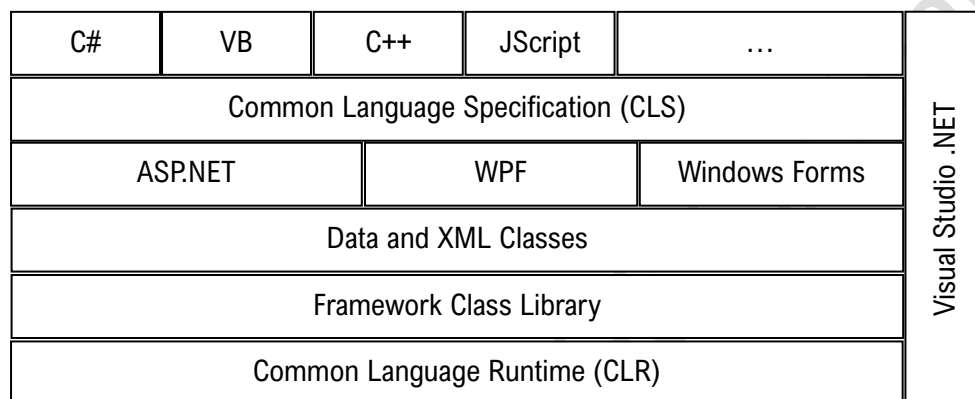 C# VB C++ JScript ...
Common Language Specification (CLS)
ASP.NET WPF Windows Forms
Data and XML Classes
Framework Class Library
Common Language Runtime (CLR)
Visual Studio .NET